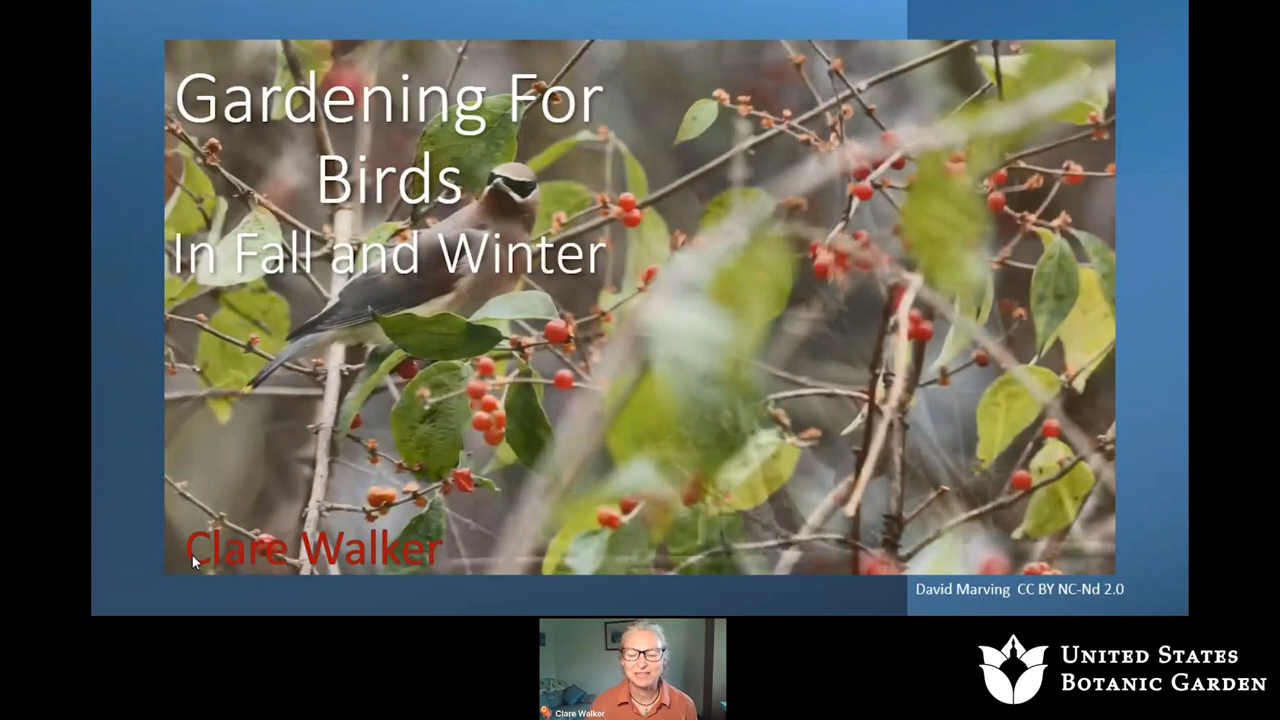 Gardening For
Birds
In Fall and Winter
Clare Walker
David Marving CC BY NC-Nd 2.0
Clare Walker
UNITED STATES
BOTANIC GARDEN